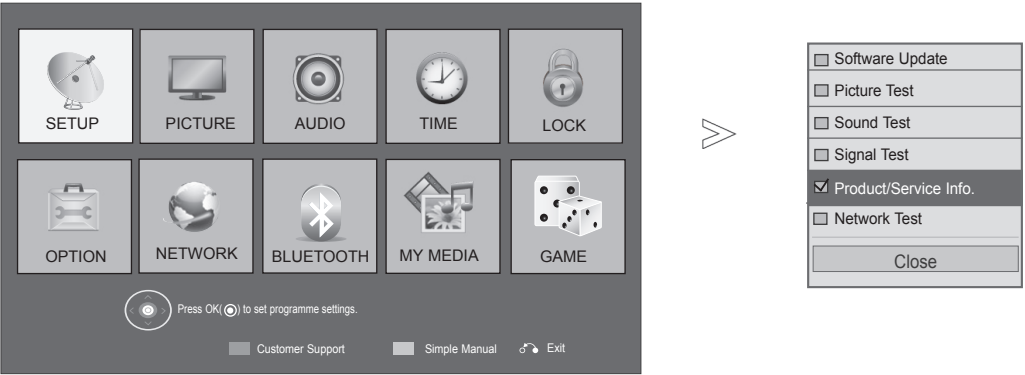 SETUP
PICTURE
AUDIO
TIME
LOCK
OPTION
NETWORK
BLUETOOTH
MY MEDIA
GAME
Press OK( ) to set programme settings.
Customer Support
Simple Manual
Exit
Software Update
Picture Test
Sound Test
Signal Test
Product/Service Info.
Network Test
Close